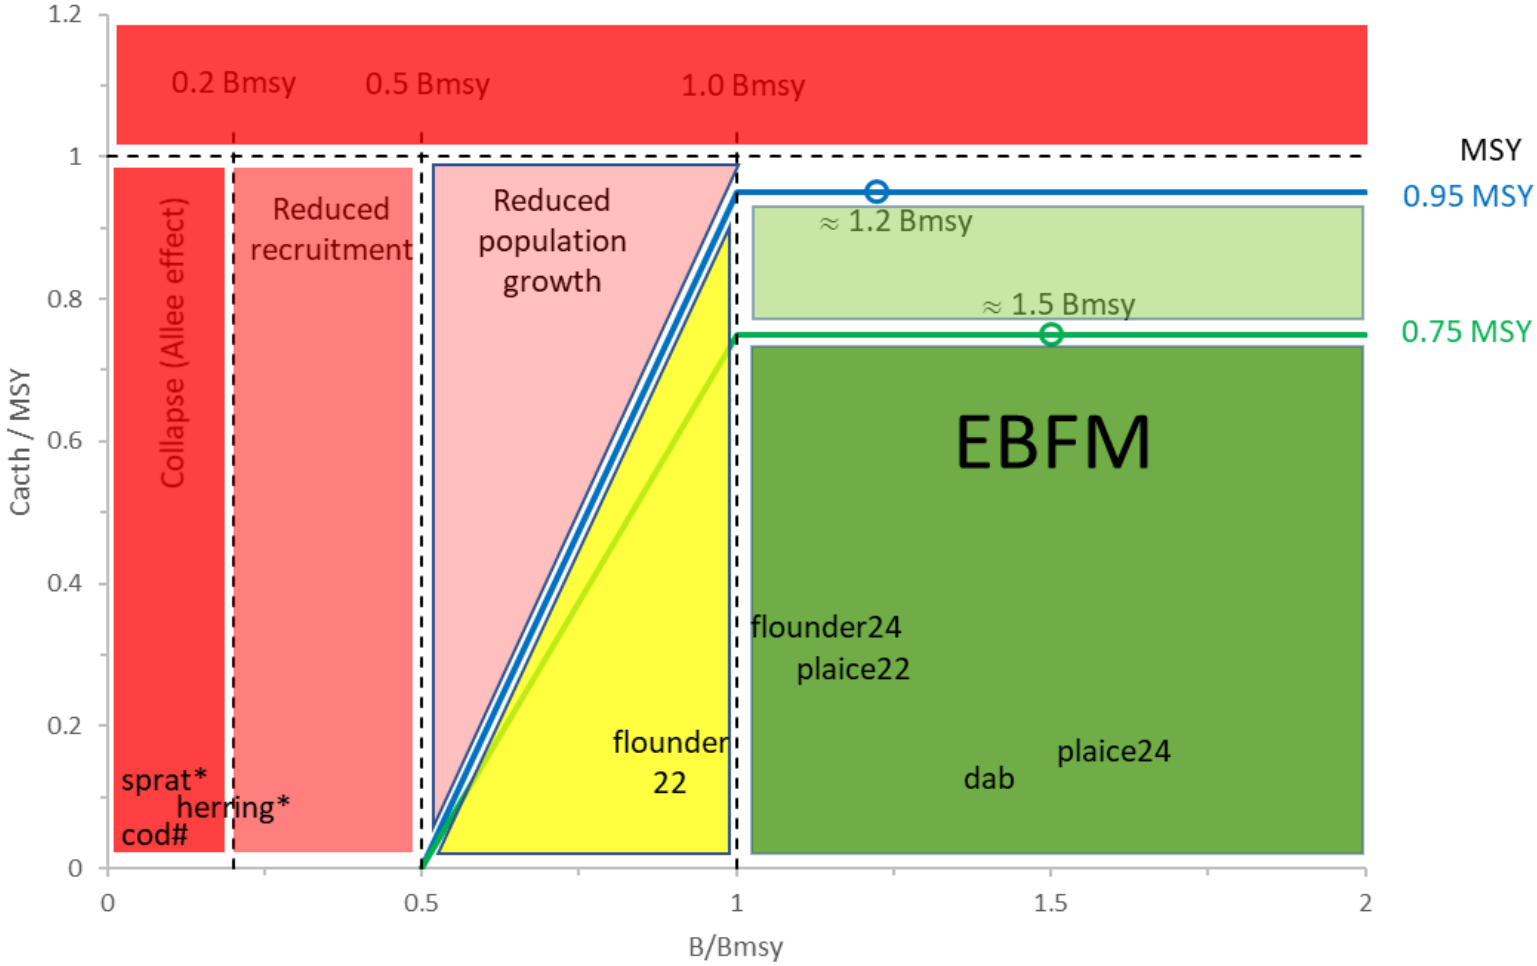 1.2
0.2 Bmsy 0.5 Bmsy 1.0 Bmsy
1
MSY
0.95 MSY
Reduced
recruitment
Reduced
population
growth
≈ 1.2 Bmsy
Collapse (Allee effect)
0.8
≈ 1.5 Bmsy
0.75 MSY
Cacth / MSY
0.6
EBFM
0.4
flounder24
plaice22
0.2
flounder
22
plaice24
dab
sprat*
herring*
cod#
0
0 0.5 1 1.5 2
B/Bmsy